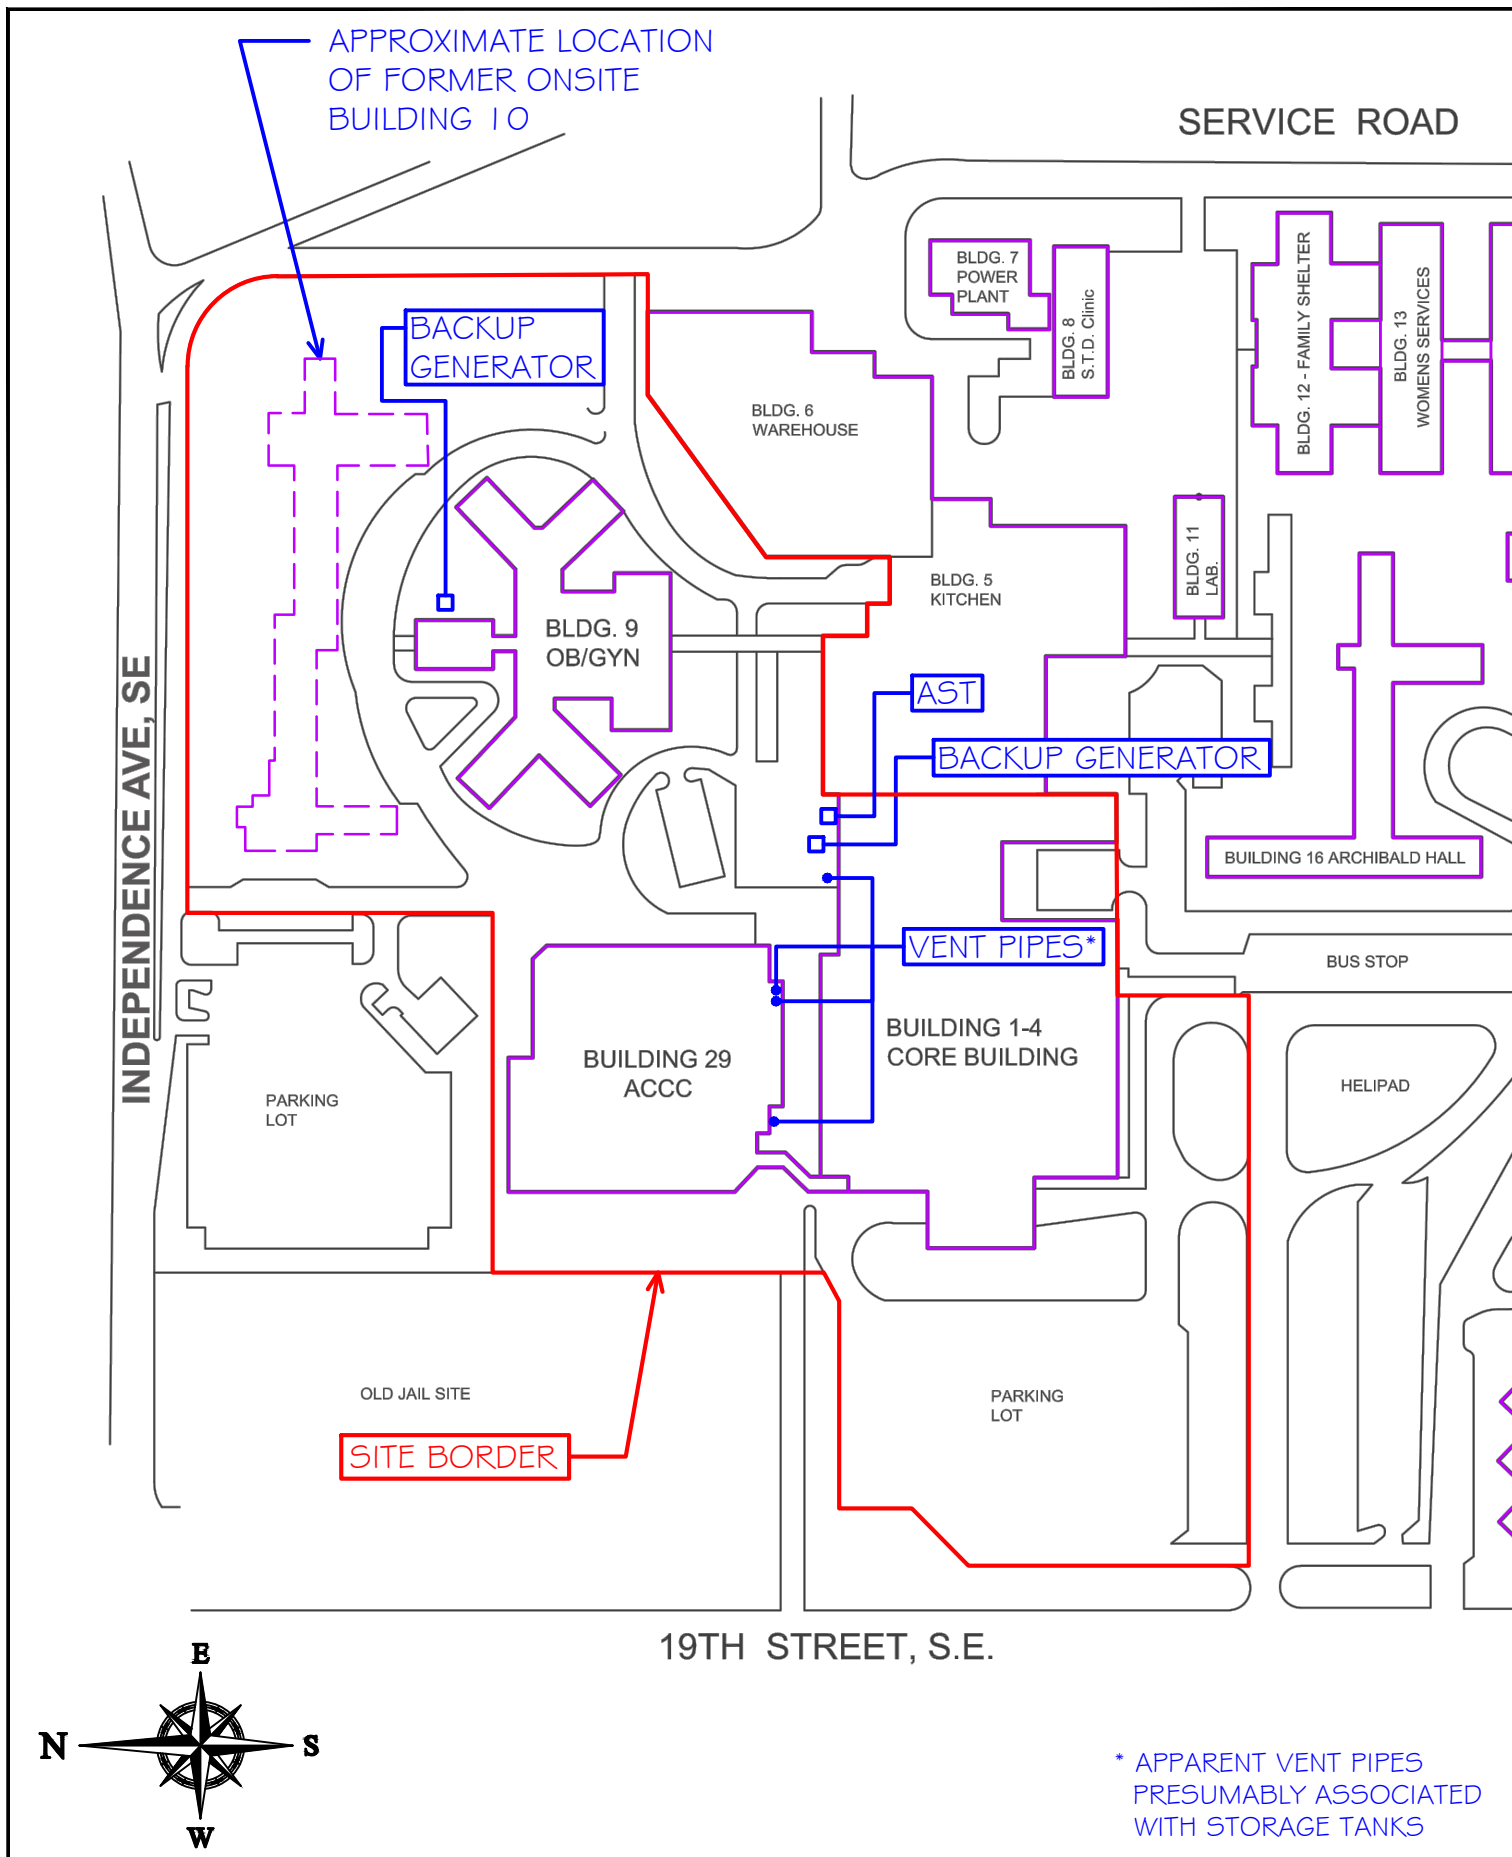 APPROXIMATE LOCATION
OF FORMER ONSITE
BUILDING 10
SERVICE ROAD
BLDG. 7
POWER
PLANT
BLDG. 8
S.T.D. Clinic
BLDG. 12 - FAMILY SHELTER
BLDG. 13
WOMENS SERVICES
BACKUP
GENERATOR
BLDG. 6
WAREHOUSE
BLDG. 11
LAB.
BLDG. 5
KITCHEN
BLDG. 9
OB/GYN
INDEPENDENCE AVE, SE
AST
BACKUP GENERATOR
BUILDING 16 ARCHIBALD HALL
VENT PIPES*
BUS STOP
BUILDING 1-4
CORE BUILDING
BUILDING 29
ACCC
HELIPAD
PARKING
LOT
OLD JAIL SITE
PARKING
LOT
SITE BORDER
19TH STREET, S.E.
E
N
S
W
* APPARENT VENT PIPES
PRESUMABLY ASSOCIATED
WITH STORAGE TANKS